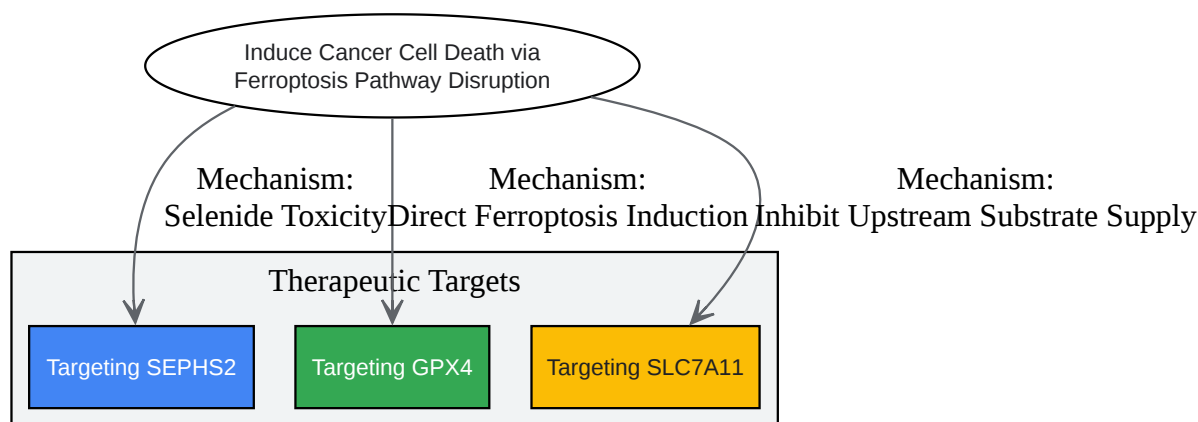 Induce Cancer Cell Death via
Ferroptosis Pathway Disruption
Mechanism:
Selenide Toxicity
Mechanism:
Direct Ferroptosis Induction
Mechanism:
Inhibit Upstream Substrate Supply
Therapeutic Targets
Targeting SEPHS2
Targeting GPX4
Targeting SLC7A11